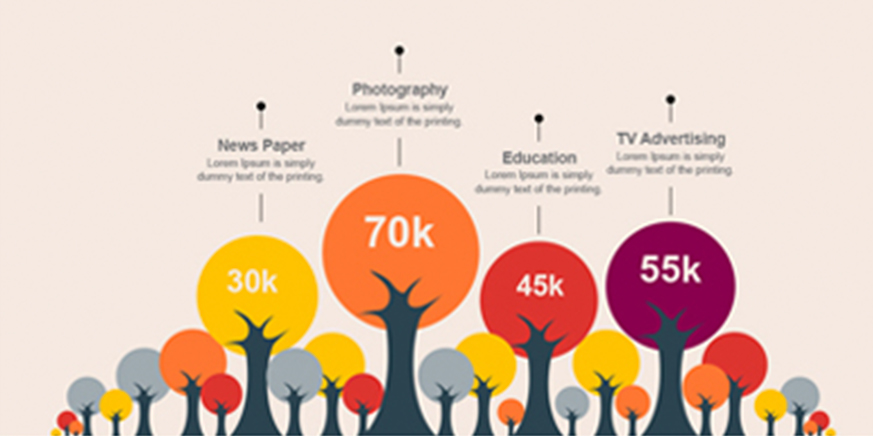 Photography
Lorem Ipsum is simply
dummy text of the printing.
News Paper
Lorem Ipsum is simply
dummy text of the printing.
Education
Lorem Ipsum is simply
dummy text of the printing.
TV Advertising
Lorem Ipsum is simply
dummy text of the printing.
30k
70k
45k
55k